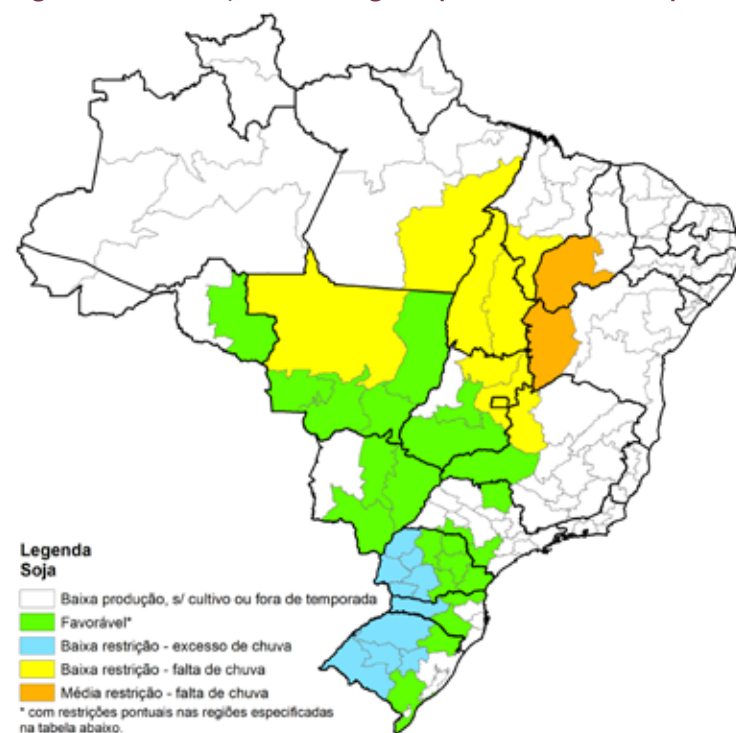 Legenda
Soja
Baixa produção, s/ cultivo ou fora de temporada
Favorável*
Baixa restrição - excesso de chuva
Baixa restrição - falta de chuva
Média restrição - falta de chuva
* com restrições pontuais nas regiões especificadas
na tabela abaixo.